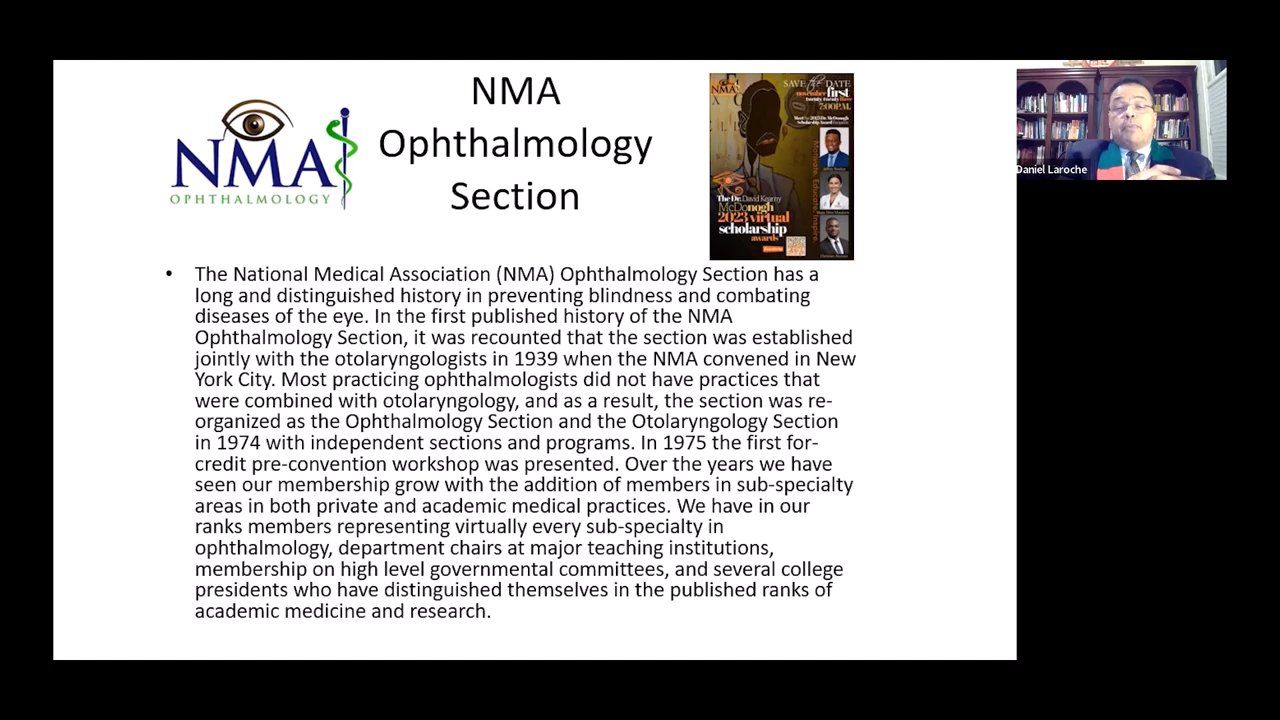 NMA
Ophthalmology
Section
NMA
OPHTHALMOLOGY
SAVE the DATE
november first
twenty twenty three
7:00P.M.
The Dr. David Kearny
McDonogh
2023 virtual
scholarship
awards
Daniel Laroche
• The National Medical Association (NMA) Ophthalmology Section has a
long and distinguished history in preventing blindness and combating
diseases of the eye. In the first published history of the NMA
Ophthalmology Section, it was recounted that the section was established
jointly with the otolaryngologists in 1939 when the NMA convened in New
York City. Most practicing ophthalmologists did not have practices that
were combined with otolaryngology, and as a result, the section was re-
organized as the Ophthalmology Section and the Otolaryngology Section
in 1974 with independent sections and programs. In 1975 the first for-
credit pre-convention workshop was presented. Over the years we have
seen our membership grow with the addition of members in sub-specialty
areas in both private and academic medical practices. We have in our
ranks members representing virtually every sub-specialty in
ophthalmology, department chairs at major teaching institutions,
membership on high level governmental committees, and several college
presidents who have distinguished themselves in the published ranks of
academic medicine and research.